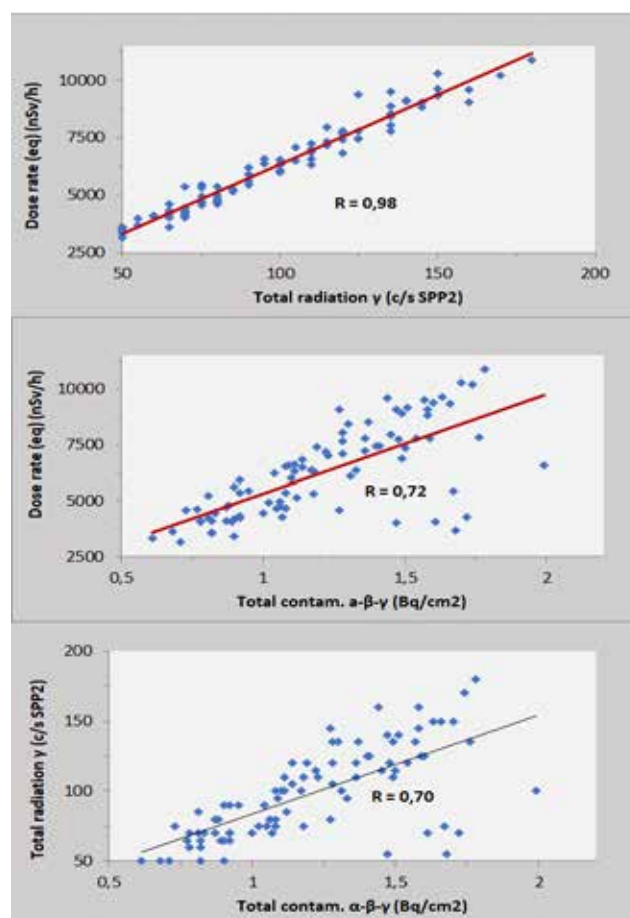 Dose rate (eq) (nSv/h)
10000
7500
5000
2500
R = 0,98
50
100
150
200
Total radiation γ (c/s SPP2)
Dose rate (eq) (nSv/h)
10000
7500
5000
2500
R = 0,72
0,5
1
1,5
2
Total contam. a-β-γ (Bq/cm2)
Total radiation γ (c/s SPP2)
200
150
100
50
R = 0,70
0,5
1
1,5
2
Total contam. α-β-γ (Bq/cm2)